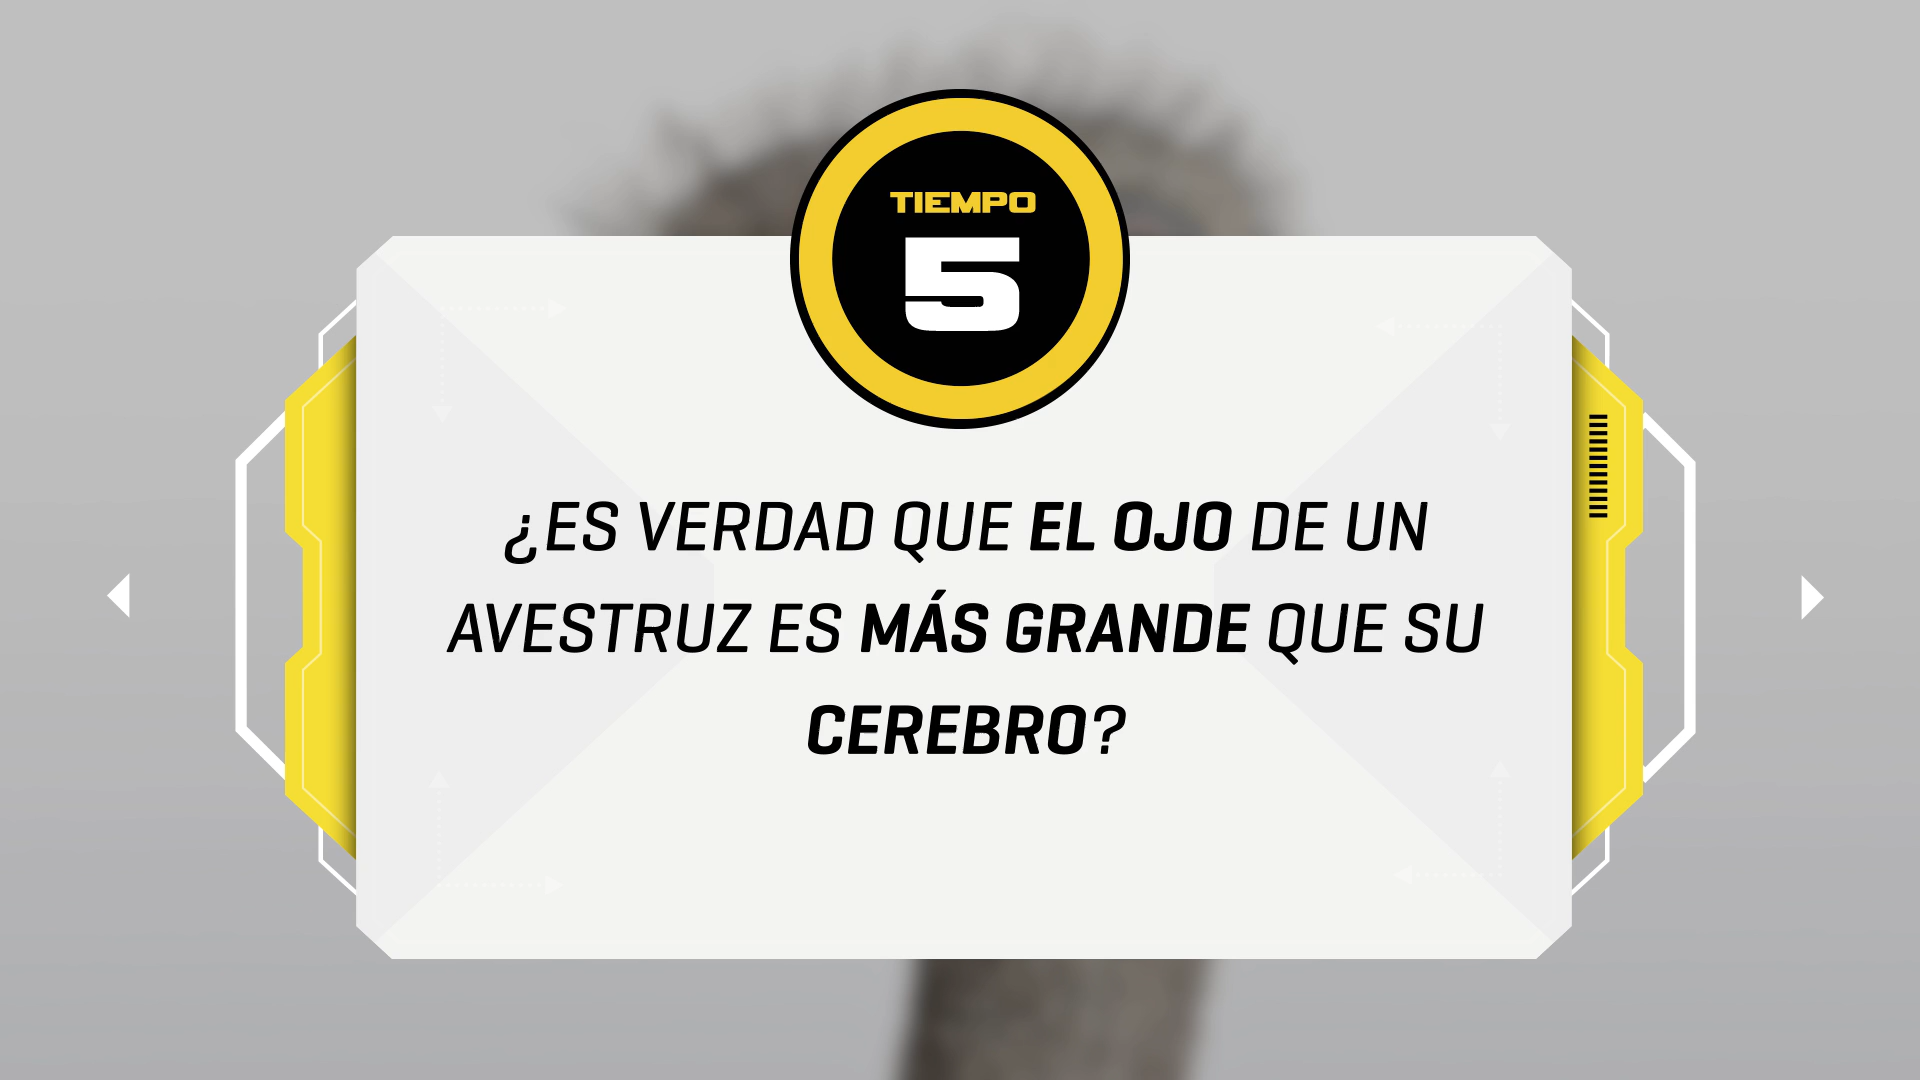 TIEMPO
5
¿ES VERDAD QUE EL OJO DE UN
AVESTRUZ ES MÁS GRANDE QUE SU
CEREBRO?